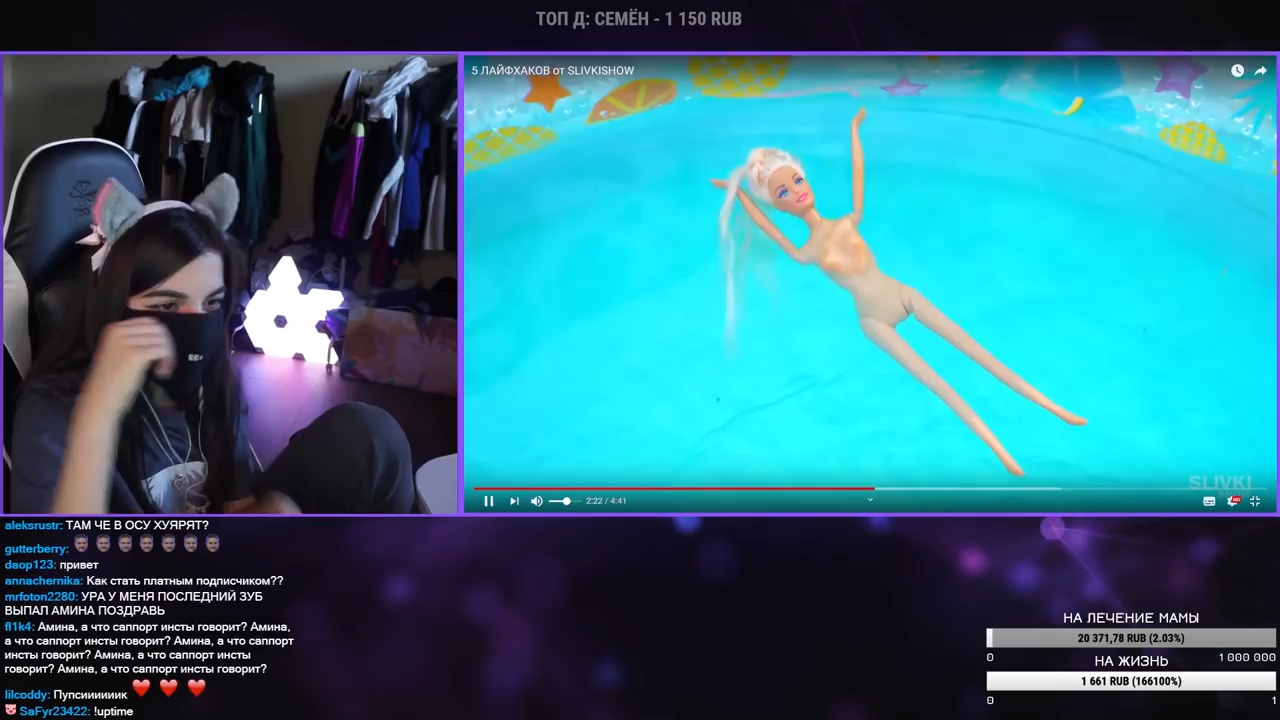 ТОП Д: СЕМЁН - 1 150 RUB
5 ЛАЙФХАКОВ от SLIVKISHOW
SLIVKI
2:22 / 4:41
aleksrustr: ТАМ ЧЕ В ОСУ ХУЯРЯТ?
gutterberry:
daop123: привет
annachernika: Как стать платным подписчиком??
mrfoton2280: УРА У МЕНЯ ПОСЛЕДНИЙ ЗУБ
ВЫПАЛ АМИНА ПОЗДРАВЬ
fl1k4: Амина, а что саппорт инсты говорит? Амина,
а что саппорт инсты говорит? Амина, а что саппорт
инсты говорит? Амина, а что саппорт инсты
говорит? Амина, а что саппорт инсты говорит?
lilcoddy: Пупсииииииик
SaFyr23422: !uptime
НА ЛЕЧЕНИЕ МАМЫ
20 371,78 RUB (2.03%)
0 1 000 000
НА ЖИЗНЬ
1 661 RUB (166100%)
0 1